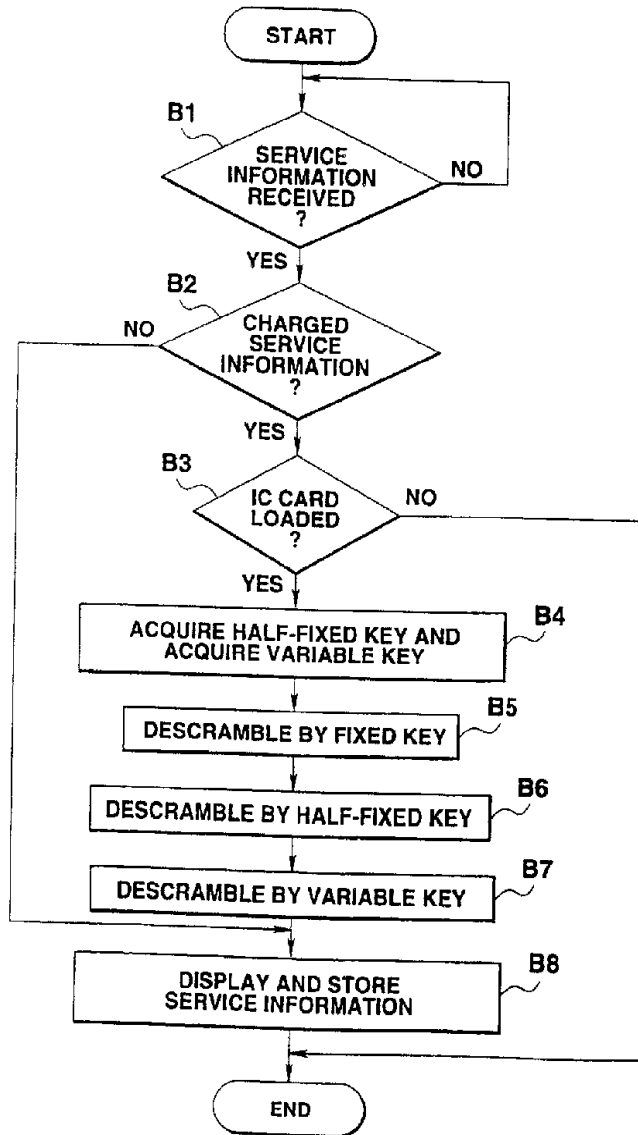 START
B1
SERVICE
INFORMATION
RECEIVED
?
NO
YES
B2
NO
CHARGED
SERVICE
INFORMATION
?
YES
B3
NO
IC CARD
LOADED
?
YES
ACQUIRE HALF-FIXED KEY AND
ACQUIRE VARIABLE KEY
B4
DESCRAMBLE BY FIXED KEY
B5
DESCRAMBLE BY HALF-FIXED KEY
B6
DESCRAMBLE BY VARIABLE KEY
B7
DISPLAY AND STORE
SERVICE INFORMATION
B8
END